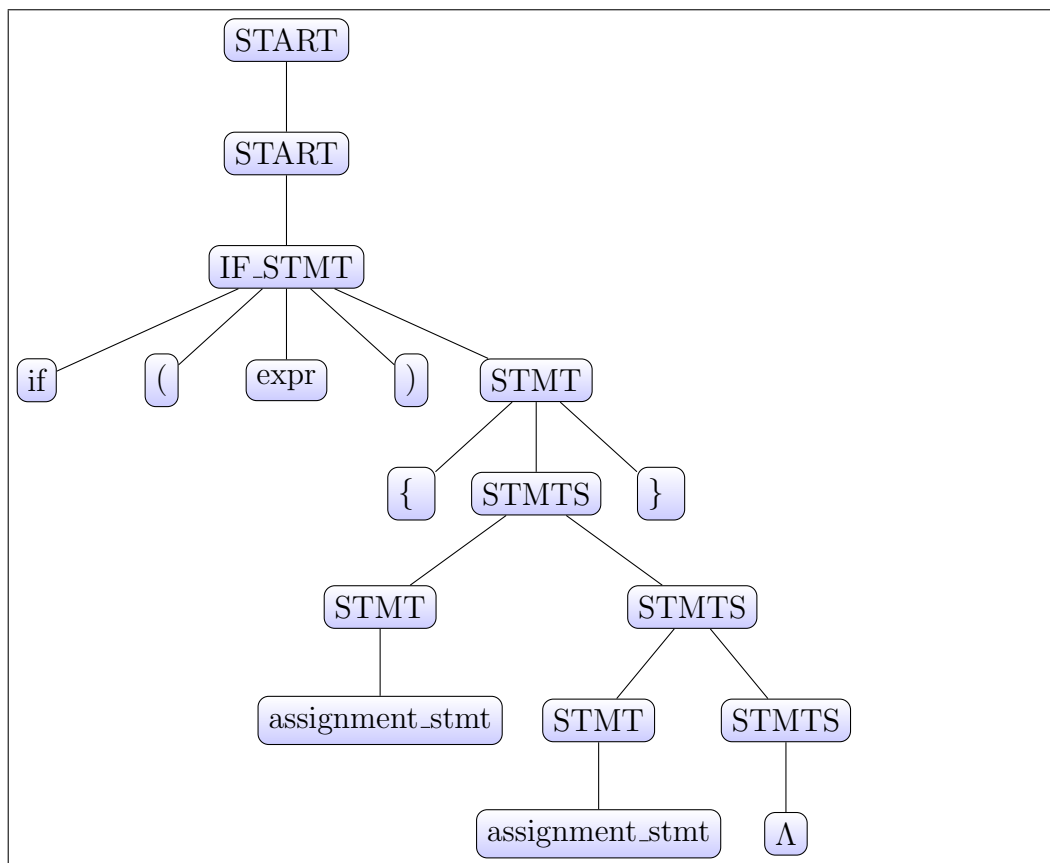 START
START
IF_STMT
if ( expr ) STMT
{ STMTS }
STMT STMTS
assignment_stmt STMT STMTS
assignment_stmt Λ